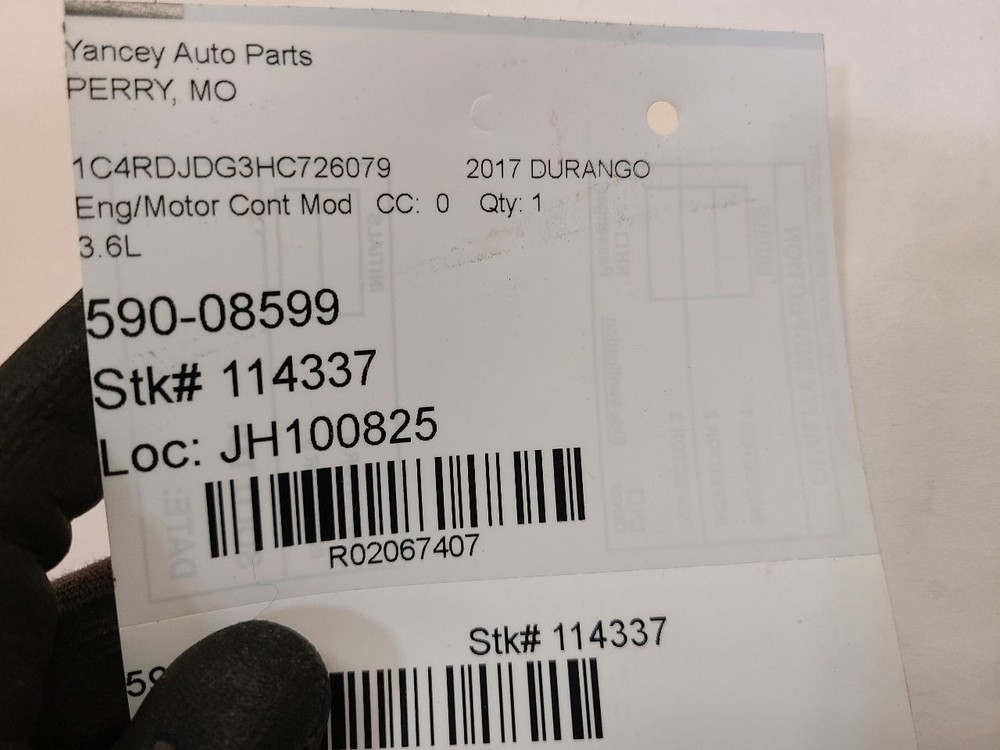 Yancey Auto Parts
PERRY, MO
1C4RDJDG3HC726079 2017 DURANGO
Eng/Motor Cont Mod CC: 0 Qty: 1
3.6L
590-08599
Stk# 114337
Loc: JH100825
R02067407
Stk# 114337
59